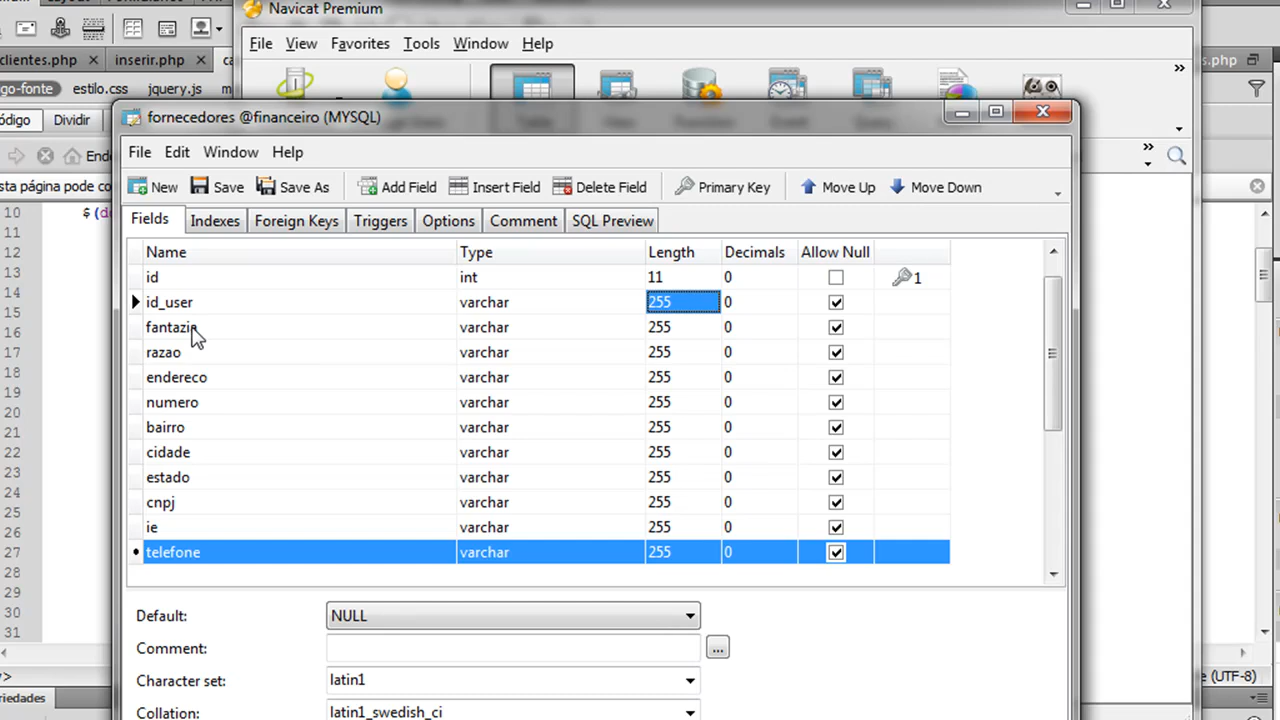 Navicat Premium
File View Favorites Tools Window Help
clientes.php × inserir.php × ca
.php
go-fonte estilo.css jquery.js m
ódigo Dividir
Ende
sta página pode co
fornecedores @financeiro (MYSQL)
File Edit Window Help
New Save Save As Add Field Insert Field Delete Field Primary Key Move Up Move Down
Fields Indexes Foreign Keys Triggers Options Comment SQL Preview
Name Type Length Decimals Allow Null
id int 11 0 1
id_user varchar 255 0
fantazia varchar 255 0
razao varchar 255 0
endereco varchar 255 0
numero varchar 255 0
bairro varchar 255 0
cidade varchar 255 0
estado varchar 255 0
cnpj varchar 255 0
ie varchar 255 0
telefone varchar 255 0
Default: NULL
Comment: ...
Character set: latin1
Collation: latin1_swedish_ci
10 $(d
11
12
13
14
15
16
17
18
19
20
21
22
23
24
25
26
27
28
29
30
31
(UTF-8)
riedades